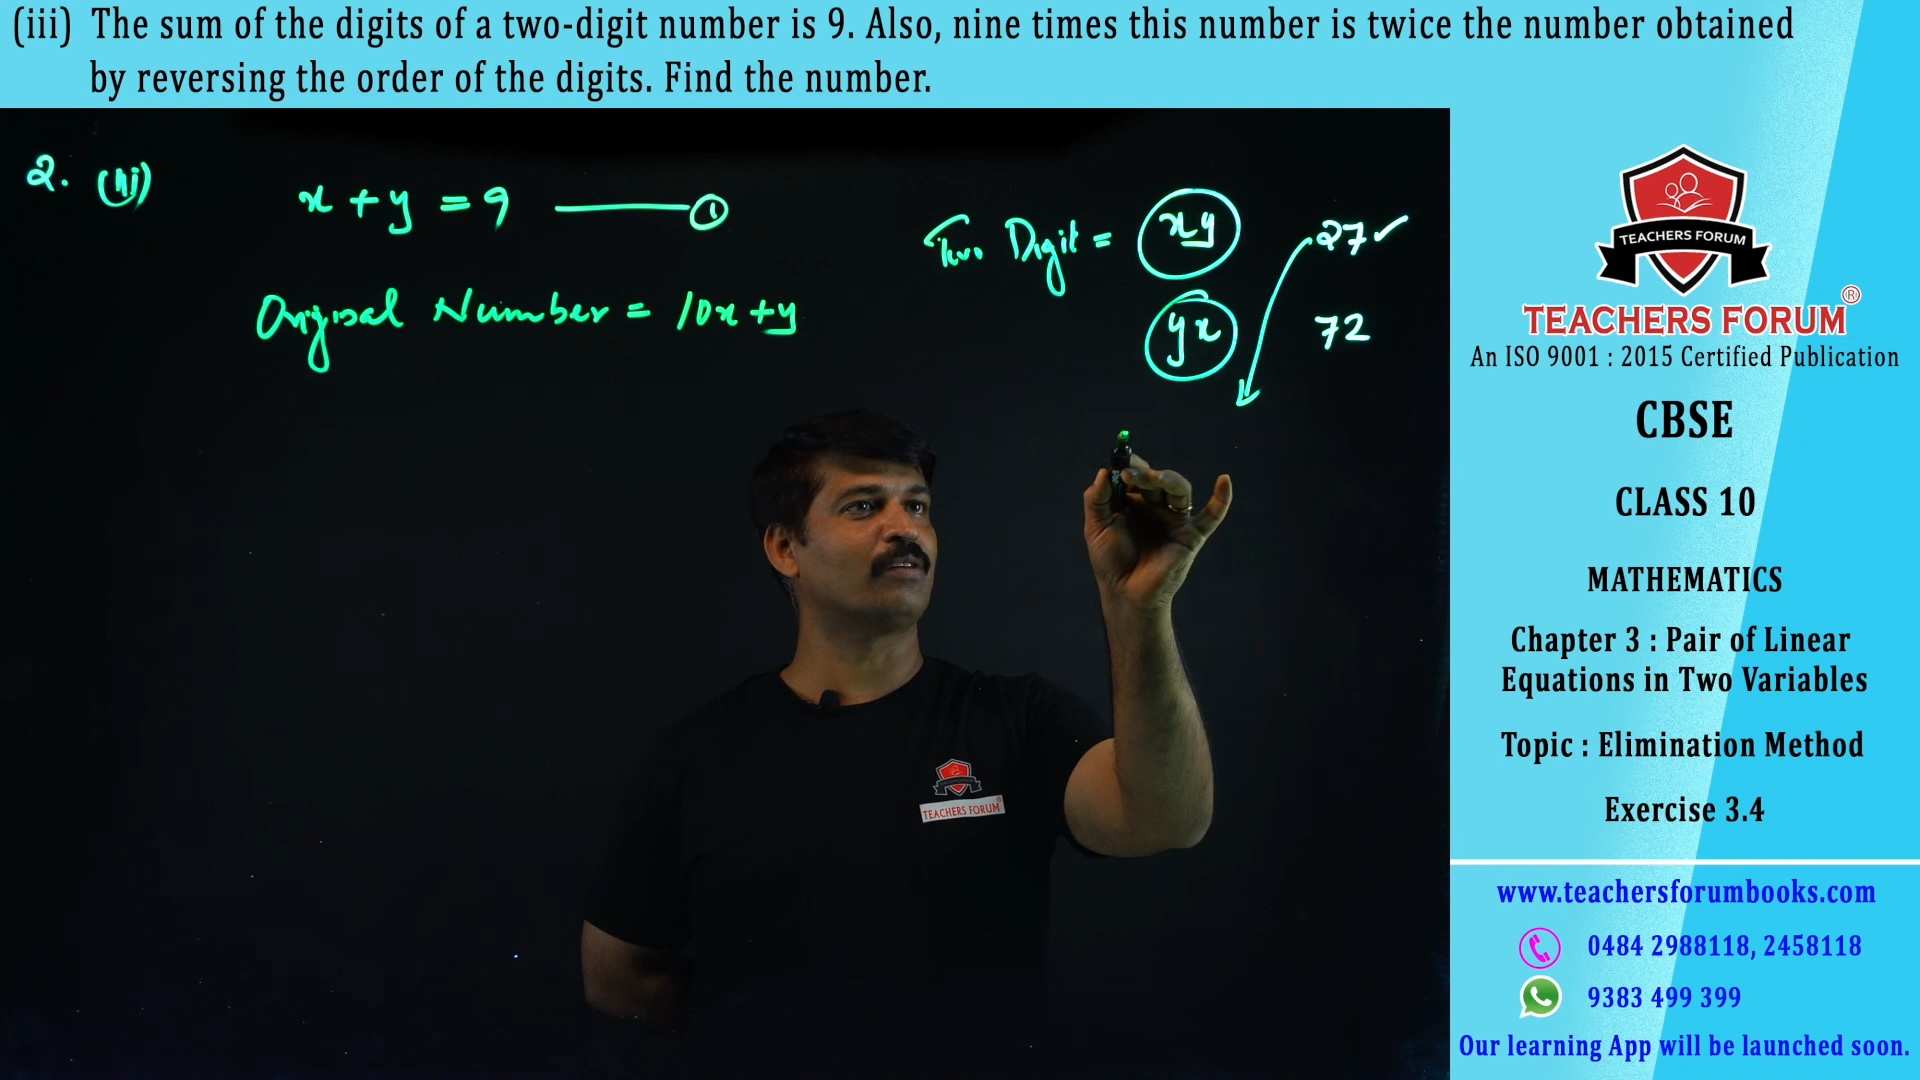 (iii) The sum of the digits of a two-digit number is 9. Also, nine times this number is twice the number obtained
by reversing the order of the digits. Find the number.
2. (iii)
x + y = 9 ——— ①
Original Number = 10x + y
Two Digit = xy
27 ✓
yx
72
TEACHERS FORUM
TEACHERS FORUM
TEACHERS FORUM ®
An ISO 9001 : 2015 Certified Publication
CBSE
CLASS 10
MATHEMATICS
Chapter 3 : Pair of Linear
Equations in Two Variables
Topic : Elimination Method
Exercise 3.4
www.teachersforumbooks.com
0484 2988118, 2458118
9383 499 399
Our learning App will be launched soon.